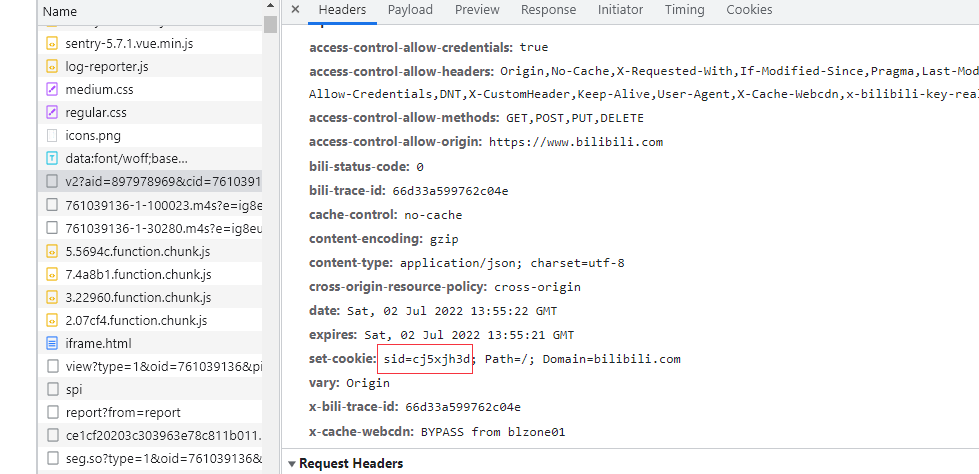 Name
sentry-5.7.1.vue.min.js
log-reporter.js
medium.css
regular.css
icons.png
data:font/woff;base...
v2?aid=897978969&cid=7610391
761039136-1-100023.m4s?e=ig8eu
761039136-1-30280.m4s?e=ig8eu
5.5694c.function.chunk.js
7.4a8b1.function.chunk.js
3.22960.function.chunk.js
2.07cf4.function.chunk.js
iframe.html
view?type=1&oid=761039136&pi
spi
report?from=report
ce1cf20203c303963e78c811b011.
seg.so?type=1&oid=761039136&
× Headers Payload Preview Response Initiator Timing Cookies
access-control-allow-credentials: true
access-control-allow-headers: Origin,No-Cache,X-Requested-With,If-Modified-Since,Pragma,Last-Mod
Allow-Credentials,DNT,X-CustomHeader,Keep-Alive,User-Agent,X-Cache-Webcdn,x-bilibili-key-real
access-control-allow-methods: GET,POST,PUT,DELETE
access-control-allow-origin: https://www.bilibili.com
bili-status-code: 0
bili-trace-id: 66d33a599762c04e
cache-control: no-cache
content-encoding: gzip
content-type: application/json; charset=utf-8
cross-origin-resource-policy: cross-origin
date: Sat, 02 Jul 2022 13:55:22 GMT
expires: Sat, 02 Jul 2022 13:55:21 GMT
set-cookie: sid=cj5xjh3d; Path=/; Domain=bilibili.com
vary: Origin
x-bili-trace-id: 66d33a599762c04e
x-cache-webcdn: BYPASS from blzone01
▼ Request Headers